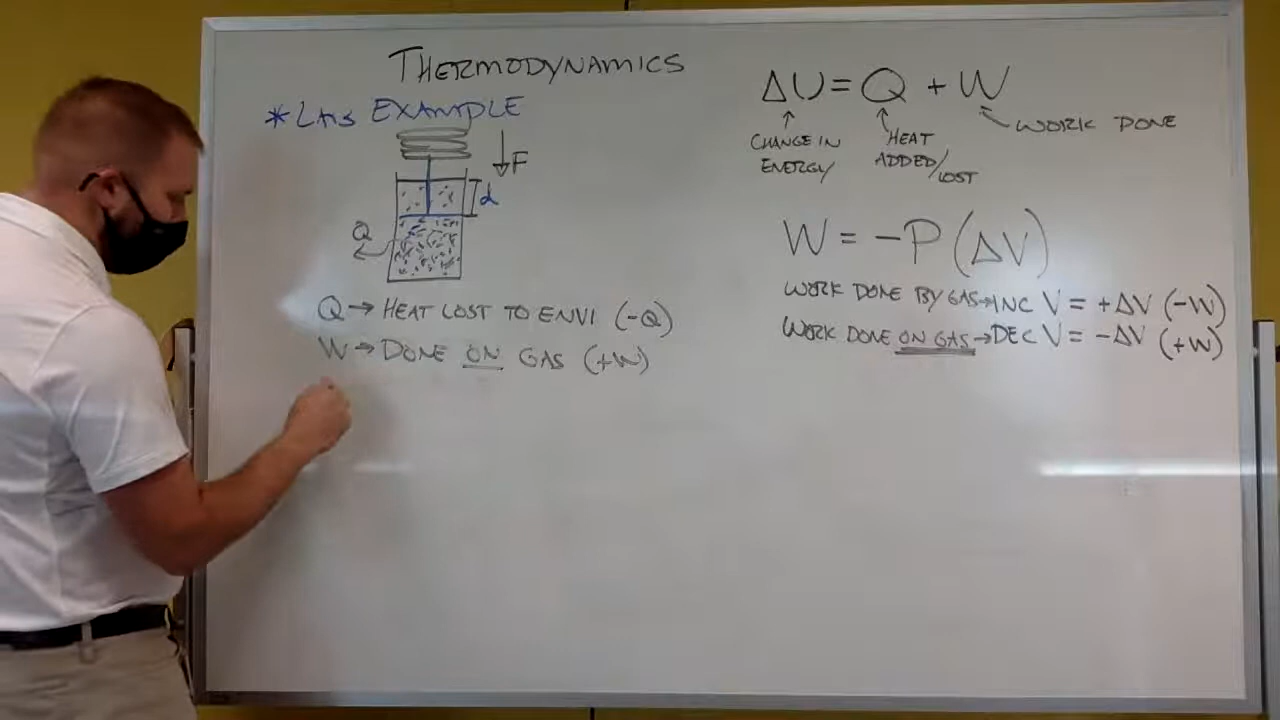 THERMODYNAMICS
* LAB EXAMPLE
F
d
Q
Q → HEAT LOST TO ENVI (-Q)
W → DONE ON GAS (+W)
ΔU = Q + W
CHANGE IN ENERGY
HEAT ADDED/LOST
WORK DONE
W = -P(ΔV)
WORK DONE BY GAS → INC V = +ΔV (-W)
WORK DONE ON GAS → DEC V = -ΔV (+W)